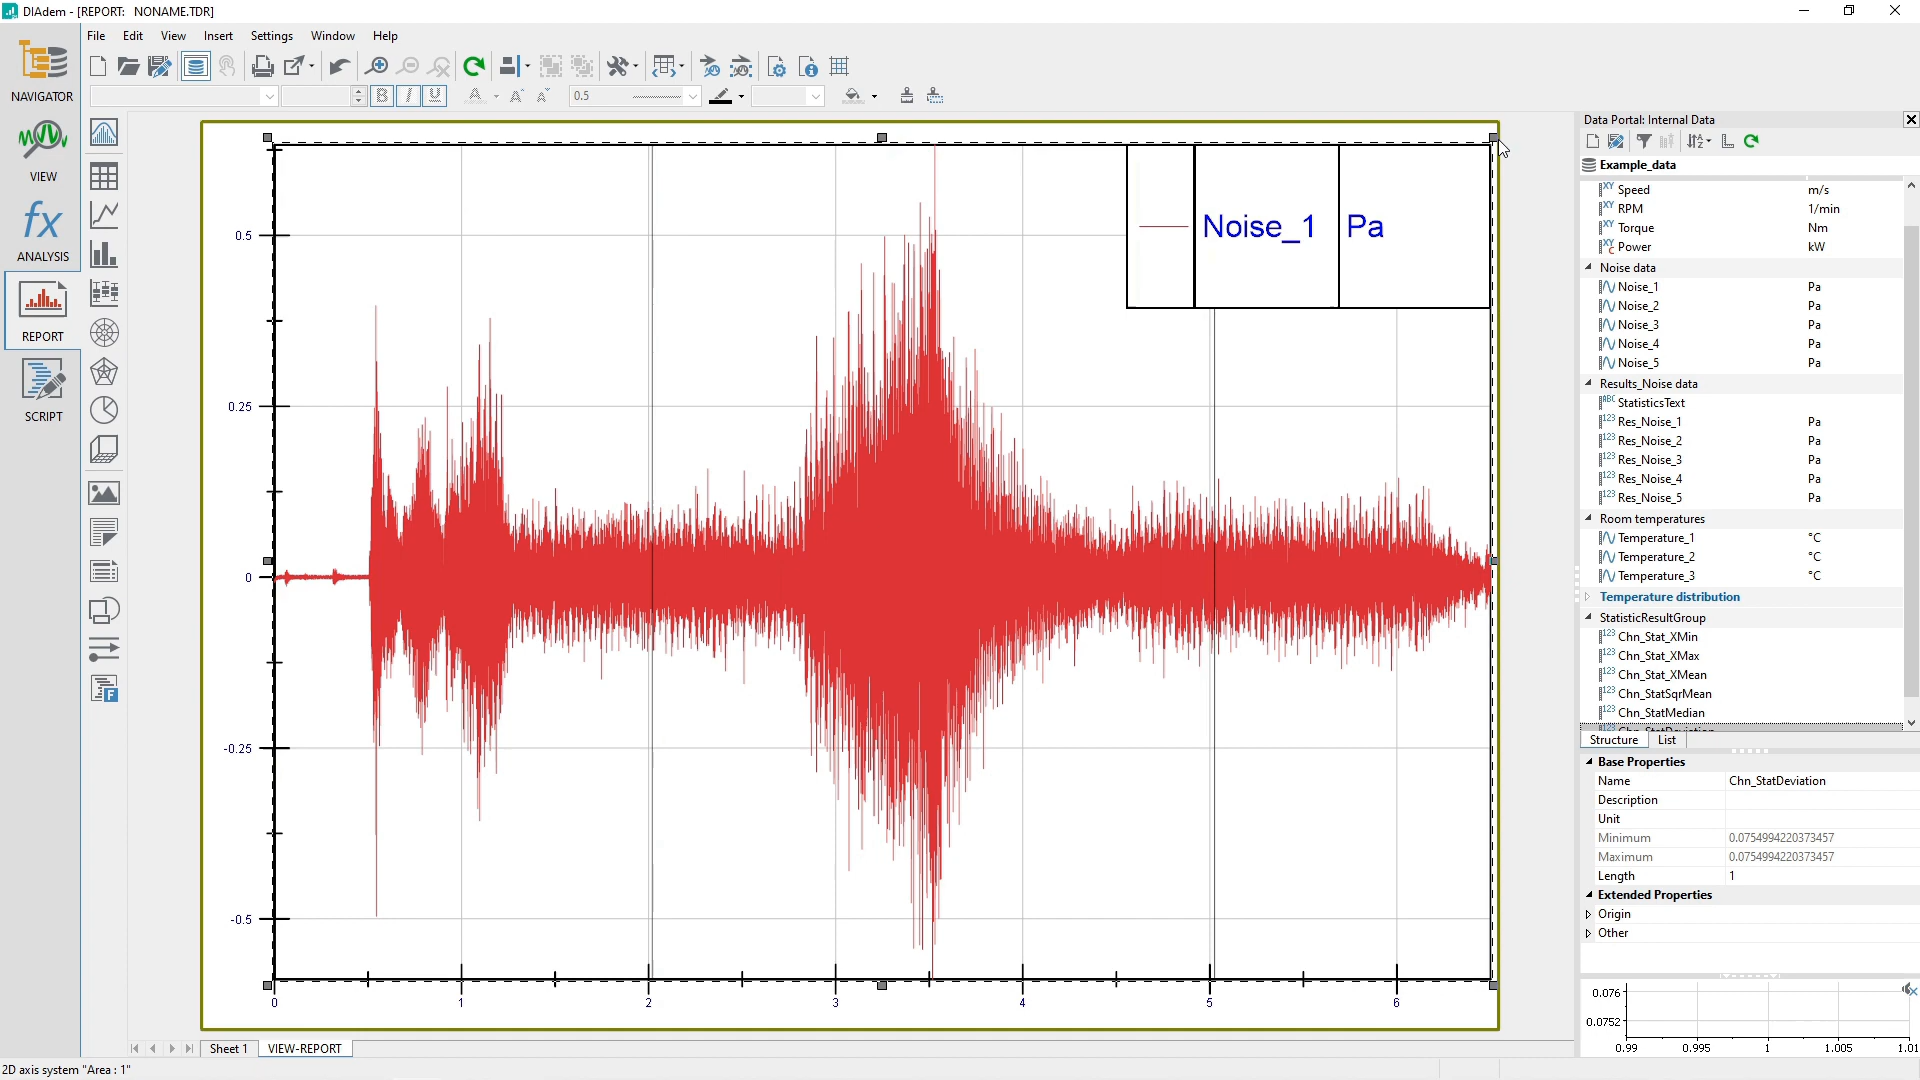 DIAdem - [REPORT:   NONAME.TDR]
File Edit View Insert Settings Window Help
NAVIGATOR
VIEW
ANALYSIS
REPORT
SCRIPT
B I U A A A 0.5
0.5
0.25
0
-0.25
-0.5
0 1 2 3 4 5 6
Noise_1 Pa
Sheet 1 VIEW-REPORT
2D axis system "Area : 1"
Data Portal: Internal Data
Example_data
Speed m/s
RPM 1/min
Torque Nm
Power kW
Noise data
Noise_1 Pa
Noise_2 Pa
Noise_3 Pa
Noise_4 Pa
Noise_5 Pa
Results_Noise data
StatisticsText
Res_Noise_1 Pa
Res_Noise_2 Pa
Res_Noise_3 Pa
Res_Noise_4 Pa
Res_Noise_5 Pa
Room temperatures
Temperature_1 °C
Temperature_2 °C
Temperature_3 °C
Temperature distribution
StatisticResultGroup
Chn_Stat_XMin
Chn_Stat_XMax
Chn_Stat_XMean
Chn_StatSqrMean
Chn_StatMedian
Structure List
Base Properties
Name Chn_StatDeviation
Description
Unit
Minimum 0.0754994220373457
Maximum 0.0754994220373457
Length 1
Extended Properties
Origin
Other
0.076
0.0752
0.99 0.995 1 1.005 1.01